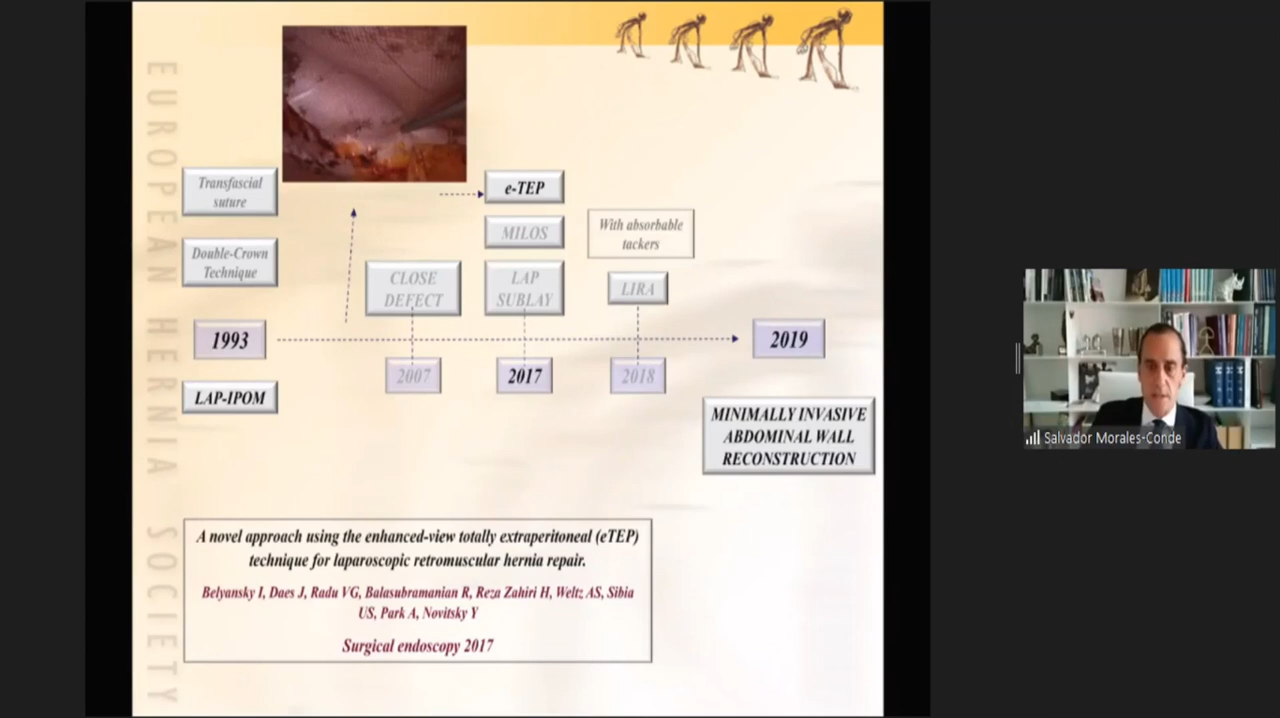 EUROPEAN HERNIA SOCIETY
Transfascial
suture
Double-Crown
Technique
1993
LAP-IPOM
CLOSE
DEFECT
2007
e-TEP
MILOS
LAP
SUBLAY
2017
With absorbable
tackers
LIRA
2018
2019
MINIMALLY INVASIVE
ABDOMINAL WALL
RECONSTRUCTION
A novel approach using the enhanced-view totally extraperitoneal (eTEP)
technique for laparoscopic retromuscular hernia repair.
Belyansky I, Daes J, Radu VG, Balasubramanian R, Reza Zahiri H, Weltz AS, Sibia
US, Park A, Novitsky Y
Surgical endoscopy 2017
Salvador Morales-Conde